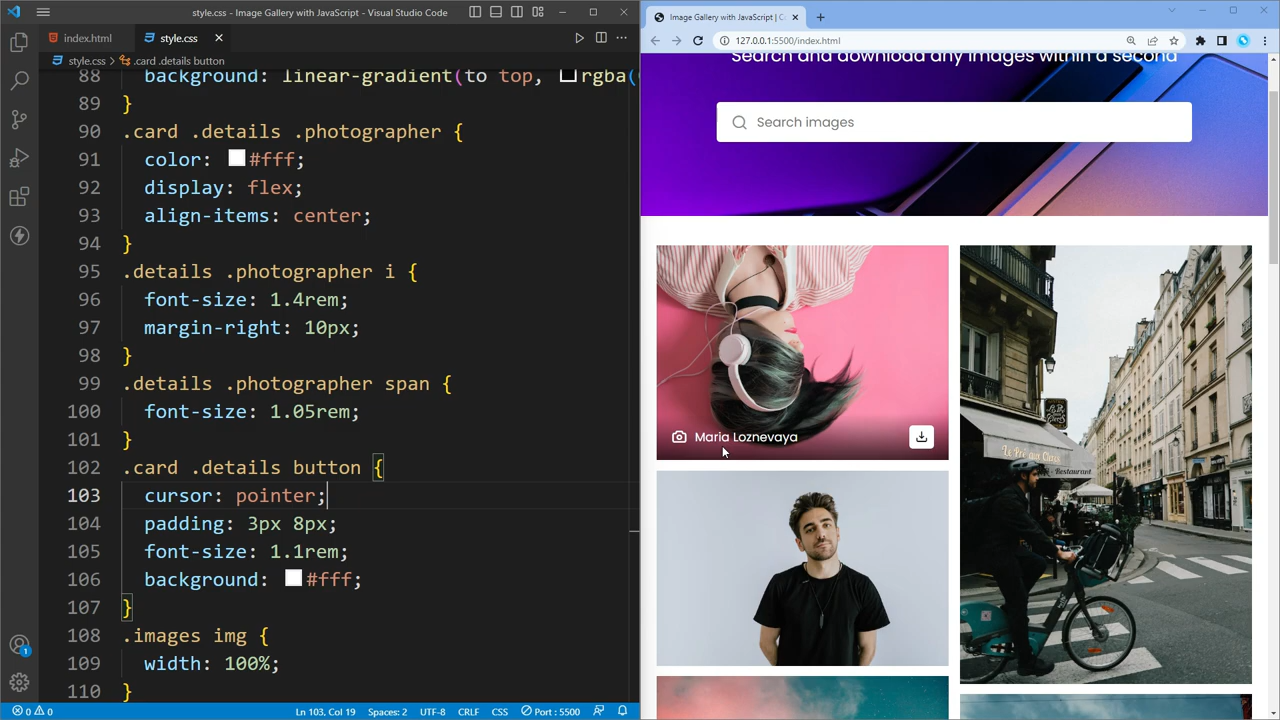 style.css - Image Gallery with JavaScript - Visual Studio Code
index.html
style.css
style.css > .card .details button
88 background: linear-gradient(to top, rgba(
89 }
90 .card .details .photographer {
91 color: #fff;
92 display: flex;
93 align-items: center;
94 }
95 .details .photographer i {
96 font-size: 1.4rem;
97 margin-right: 10px;
98 }
99 .details .photographer span {
100 font-size: 1.05rem;
101 }
102 .card .details button {
103 cursor: pointer;
104 padding: 3px 8px;
105 font-size: 1.1rem;
106 background: #fff;
107 }
108 .images img {
109 width: 100%;
110 }
1
0 0 Ln 103, Col 19 Spaces: 2 UTF-8 CRLF CSS Port : 5500
Image Gallery with JavaScript | C
127.0.0.1:5500/index.html
Search and download any images within a second
Search images
Maria Loznevaya
Le Pré aux Clercs
- Restaurant